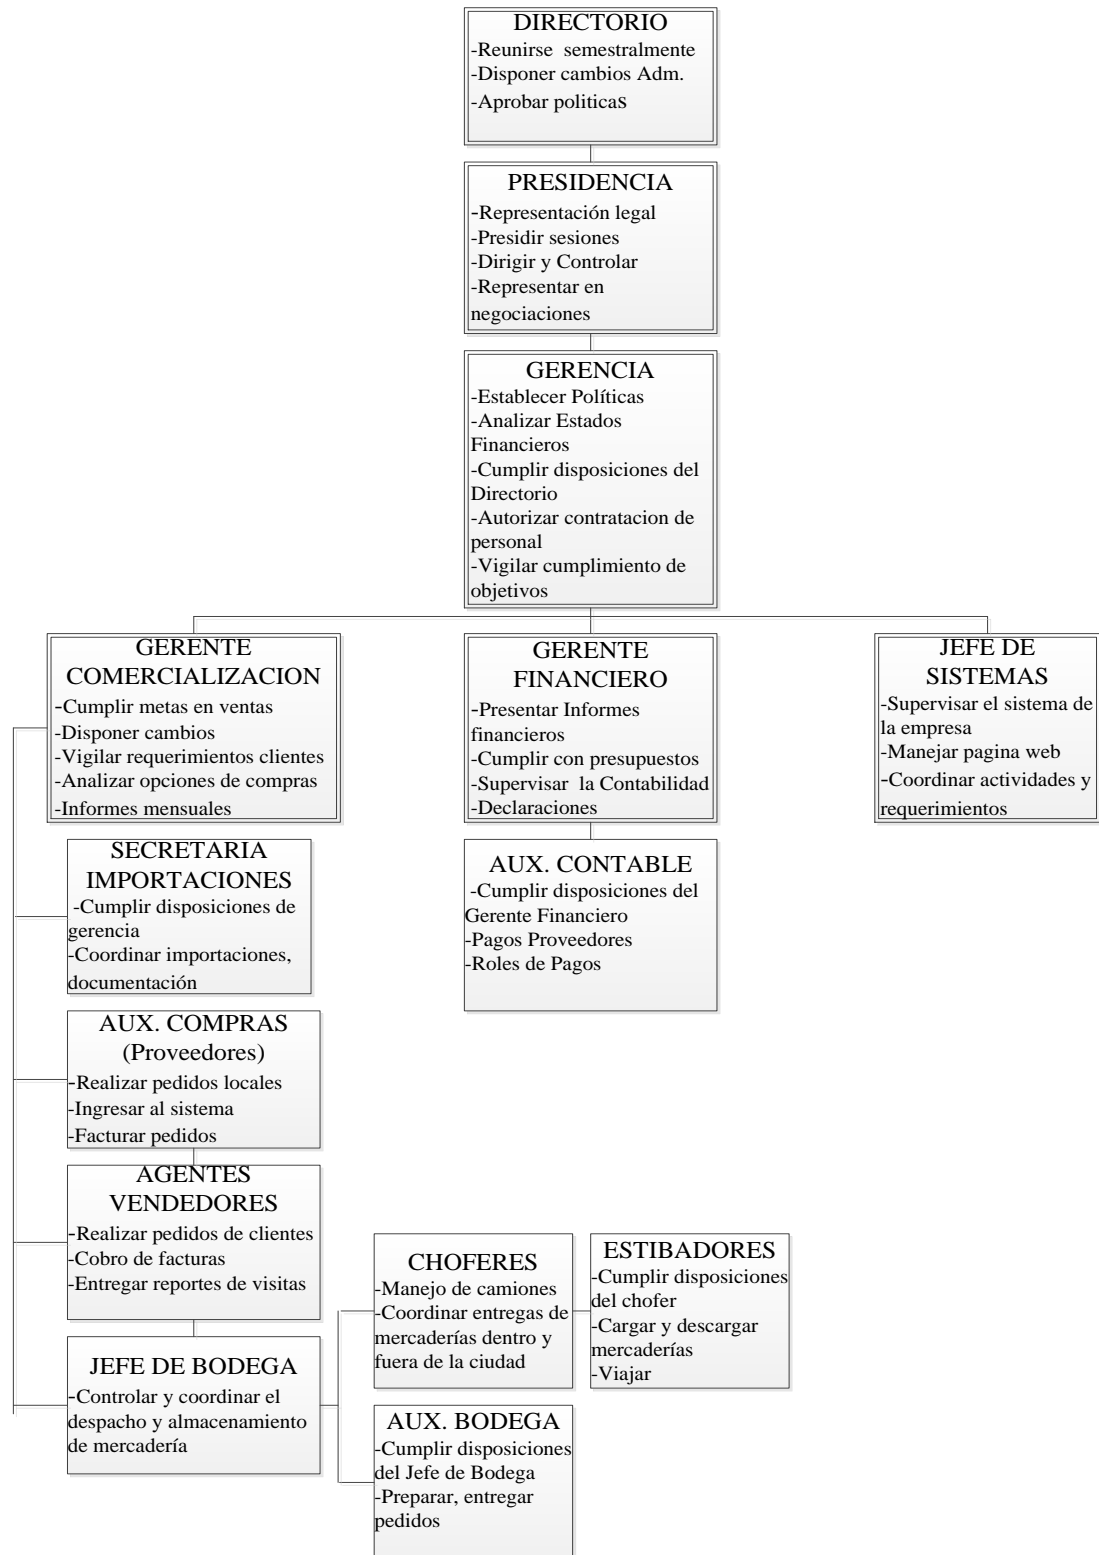 DIRECTORIO
-Reunirse  semestralmente
-Disponer cambios Adm.
-Aprobar politicas
PRESIDENCIA
-Representación legal
-Presidir sesiones
-Dirigir y Controlar
-Representar en
negociaciones
GERENCIA
-Establecer Políticas
-Analizar Estados
Financieros
-Cumplir disposiciones del
Directorio
-Autorizar contratacion de
personal
-Vigilar cumplimiento de
objetivos
GERENTE
COMERCIALIZACION
-Cumplir metas en ventas
-Disponer cambios
-Vigilar requerimientos clientes
-Analizar opciones de compras
-Informes mensuales
GERENTE
FINANCIERO
-Presentar Informes
financieros
-Cumplir con presupuestos
-Supervisar  la Contabilidad
-Declaraciones
JEFE DE
SISTEMAS
-Supervisar el sistema de
la empresa
-Manejar pagina web
-Coordinar actividades y
requerimientos
SECRETARIA
IMPORTACIONES
-Cumplir disposiciones de
gerencia
-Coordinar importaciones,
documentación
AUX. CONTABLE
-Cumplir disposiciones del
Gerente Financiero
-Pagos Proveedores
-Roles de Pagos
AUX. COMPRAS
(Proveedores)
-Realizar pedidos locales
-Ingresar al sistema
-Facturar pedidos
AGENTES
VENDEDORES
-Realizar pedidos de clientes
-Cobro de facturas
-Entregar reportes de visitas
CHOFERES
-Manejo de camiones
-Coordinar entregas de
mercaderías dentro y
fuera de la ciudad
ESTIBADORES
-Cumplir disposiciones
del chofer
-Cargar y descargar
mercaderías
-Viajar
JEFE DE BODEGA
-Controlar y coordinar el
despacho y almacenamiento
de mercadería
AUX. BODEGA
-Cumplir disposiciones
del Jefe de Bodega
-Preparar, entregar
pedidos